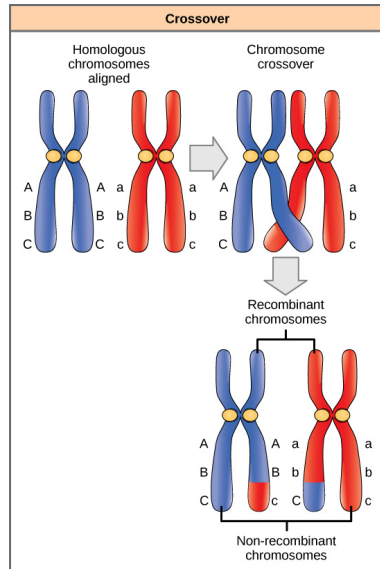 Crossover
Homologous
chromosomes
aligned
Chromosome
crossover
A A a a A a
B B b b B b
C C c c C c
Recombinant
chromosomes
A A a a
B B b b
C c C c
Non-recombinant
chromosomes